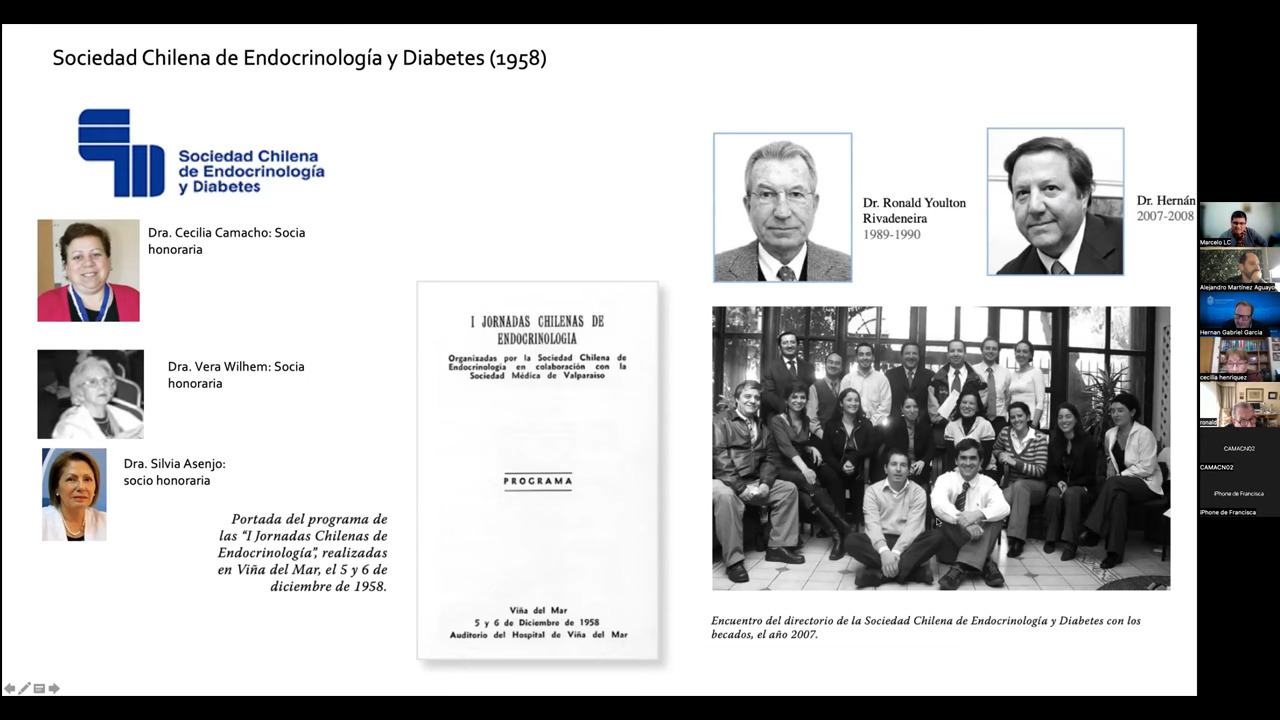 Sociedad Chilena de Endocrinología y Diabetes (1958)
Sociedad Chilena
de Endocrinología
y Diabetes
Dra. Cecilia Camacho: Socia
honoraria
Dra. Vera Wilhem: Socia
honoraria
Dra. Silvia Asenjo:
socio honoraria
Portada del programa de
las “I Jornadas Chilenas de
Endocrinología”, realizadas
en Viña del Mar, el 5 y 6 de
diciembre de 1958.
I JORNADAS CHILENAS DE
ENDOCRINOLOGIA
Organizadas por la Sociedad Chilena de
Endocrinología en colaboración con la
Sociedad Médica de Valparaíso
PROGRAMA
Viña del Mar
5 y 6 de Diciembre de 1958
Auditorio del Hospital de Viña del Mar
Dr. Ronald Youlton
Rivadeneira
1989-1990
Dr. Hernán
2007-2008
Encuentro del directorio de la Sociedad Chilena de Endocrinología y Diabetes con los
becados, el año 2007.
Marcelo LC
Alejandro Martínez Aguayo
Hernan Gabriel Garcia
cecilia henriquez
ronald
CAMACN02
CAMACN02
iPhone de Francisca
iPhone de Francisca